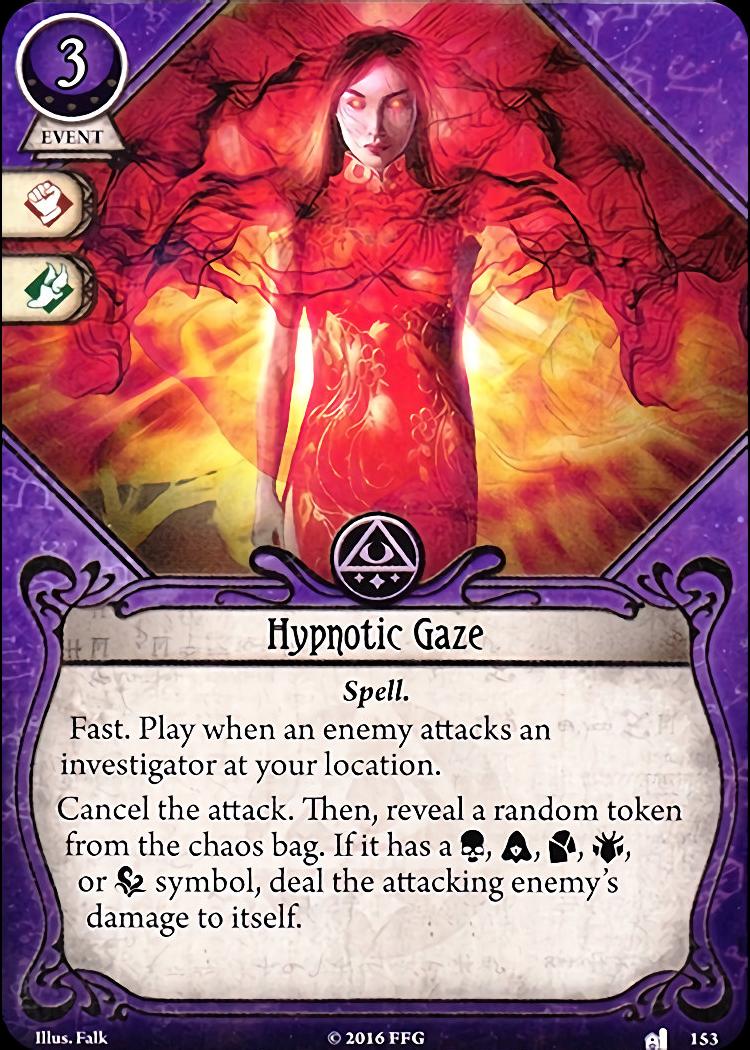 3
EVENT
Hypnotic Gaze
Spell.
Fast. Play when an enemy attacks an
investigator at your location.
Cancel the attack. Then, reveal a random token
from the chaos bag. If it has a , , , ,
or symbol, deal the attacking enemy's
damage to itself.
Illus. Falk
© 2016 FFG
153